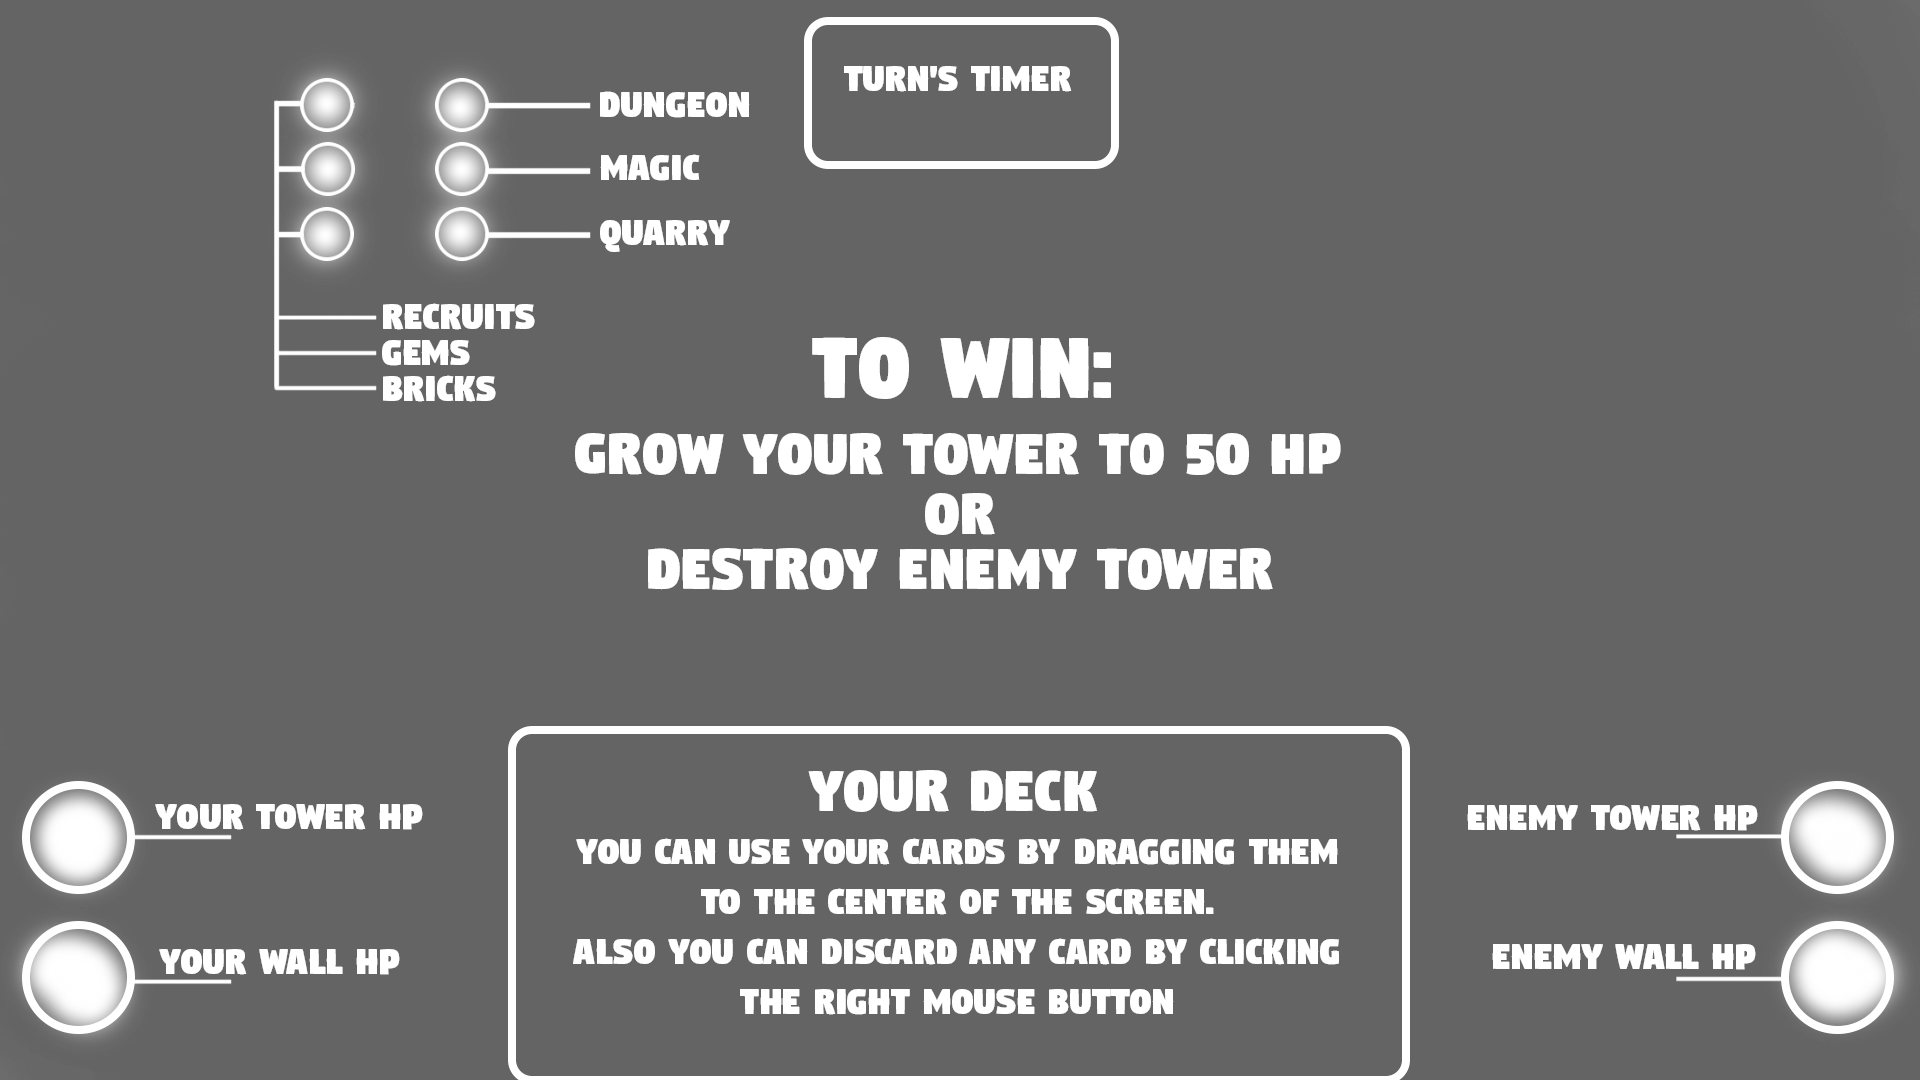 TURN'S TIMER
DUNGEON
MAGIC
QUARRY
RECRUITS
GEMS
BRICKS
TO WIN:
GROW YOUR TOWER TO 50 HP
OR
DESTROY ENEMY TOWER
YOUR TOWER HP
YOUR WALL HP
YOUR DECK
YOU CAN USE YOUR CARDS BY DRAGGING THEM
TO THE CENTER OF THE SCREEN.
ALSO YOU CAN DISCARD ANY CARD BY CLICKING
THE RIGHT MOUSE BUTTON
ENEMY TOWER HP
ENEMY WALL HP